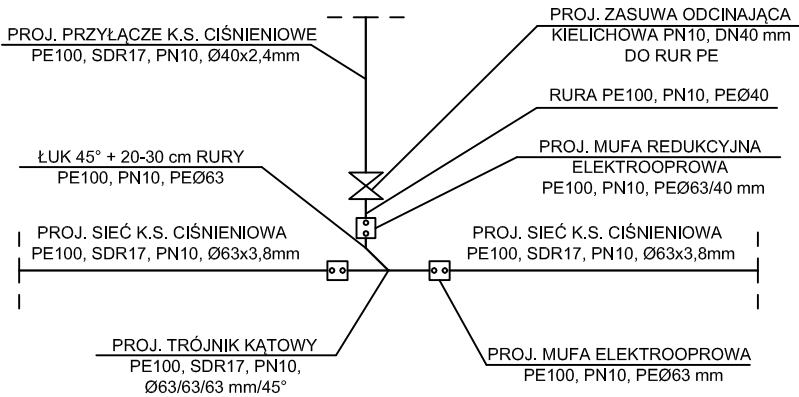 PROJ. PRZYŁĄCZE K.S. CIŚNIENIOWE
PE100, SDR17, PN10, Ø40x2,4mm
PROJ. ZASUWA ODCINAJĄCA
KIELICHOWA PN10, DN40 mm
DO RUR PE
RURA PE100, PN10, PEØ40
ŁUK 45° + 20-30 cm RURY
PE100, PN10, PEØ63
PROJ. MUFA REDUKCYJNA
ELEKTROOPROWA
PE100, PN10, PEØ63/40 mm
PROJ. SIEĆ K.S. CIŚNIENIOWA
PE100, SDR17, PN10, Ø63x3,8mm
PROJ. SIEĆ K.S. CIŚNIENIOWA
PE100, SDR17, PN10, Ø63x3,8mm
PROJ. TRÓJNIK KĄTOWY
PE100, SDR17, PN10,
Ø63/63/63 mm/45°
PROJ. MUFA ELEKTROOPROWA
PE100, PN10, PEØ63 mm